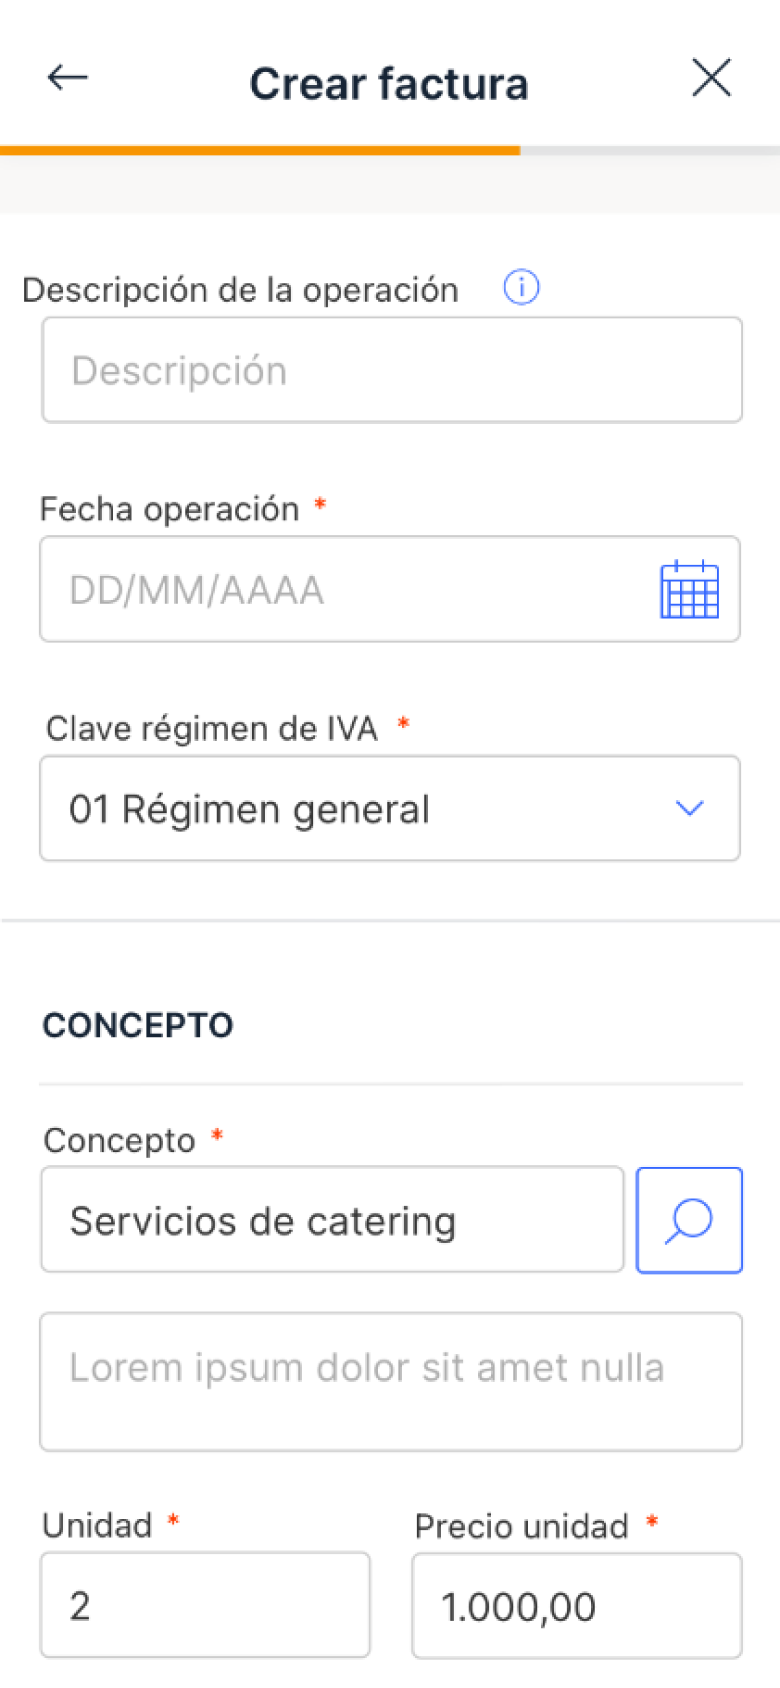 Crear factura
Descripción de la operación
Descripción
Fecha operación *
DD/MM/AAAA
Clave régimen de IVA *
01 Régimen general
CONCEPTO
Concepto *
Servicios de catering
Lorem ipsum dolor sit amet nulla
Unidad * Precio unidad *
2 1.000,00